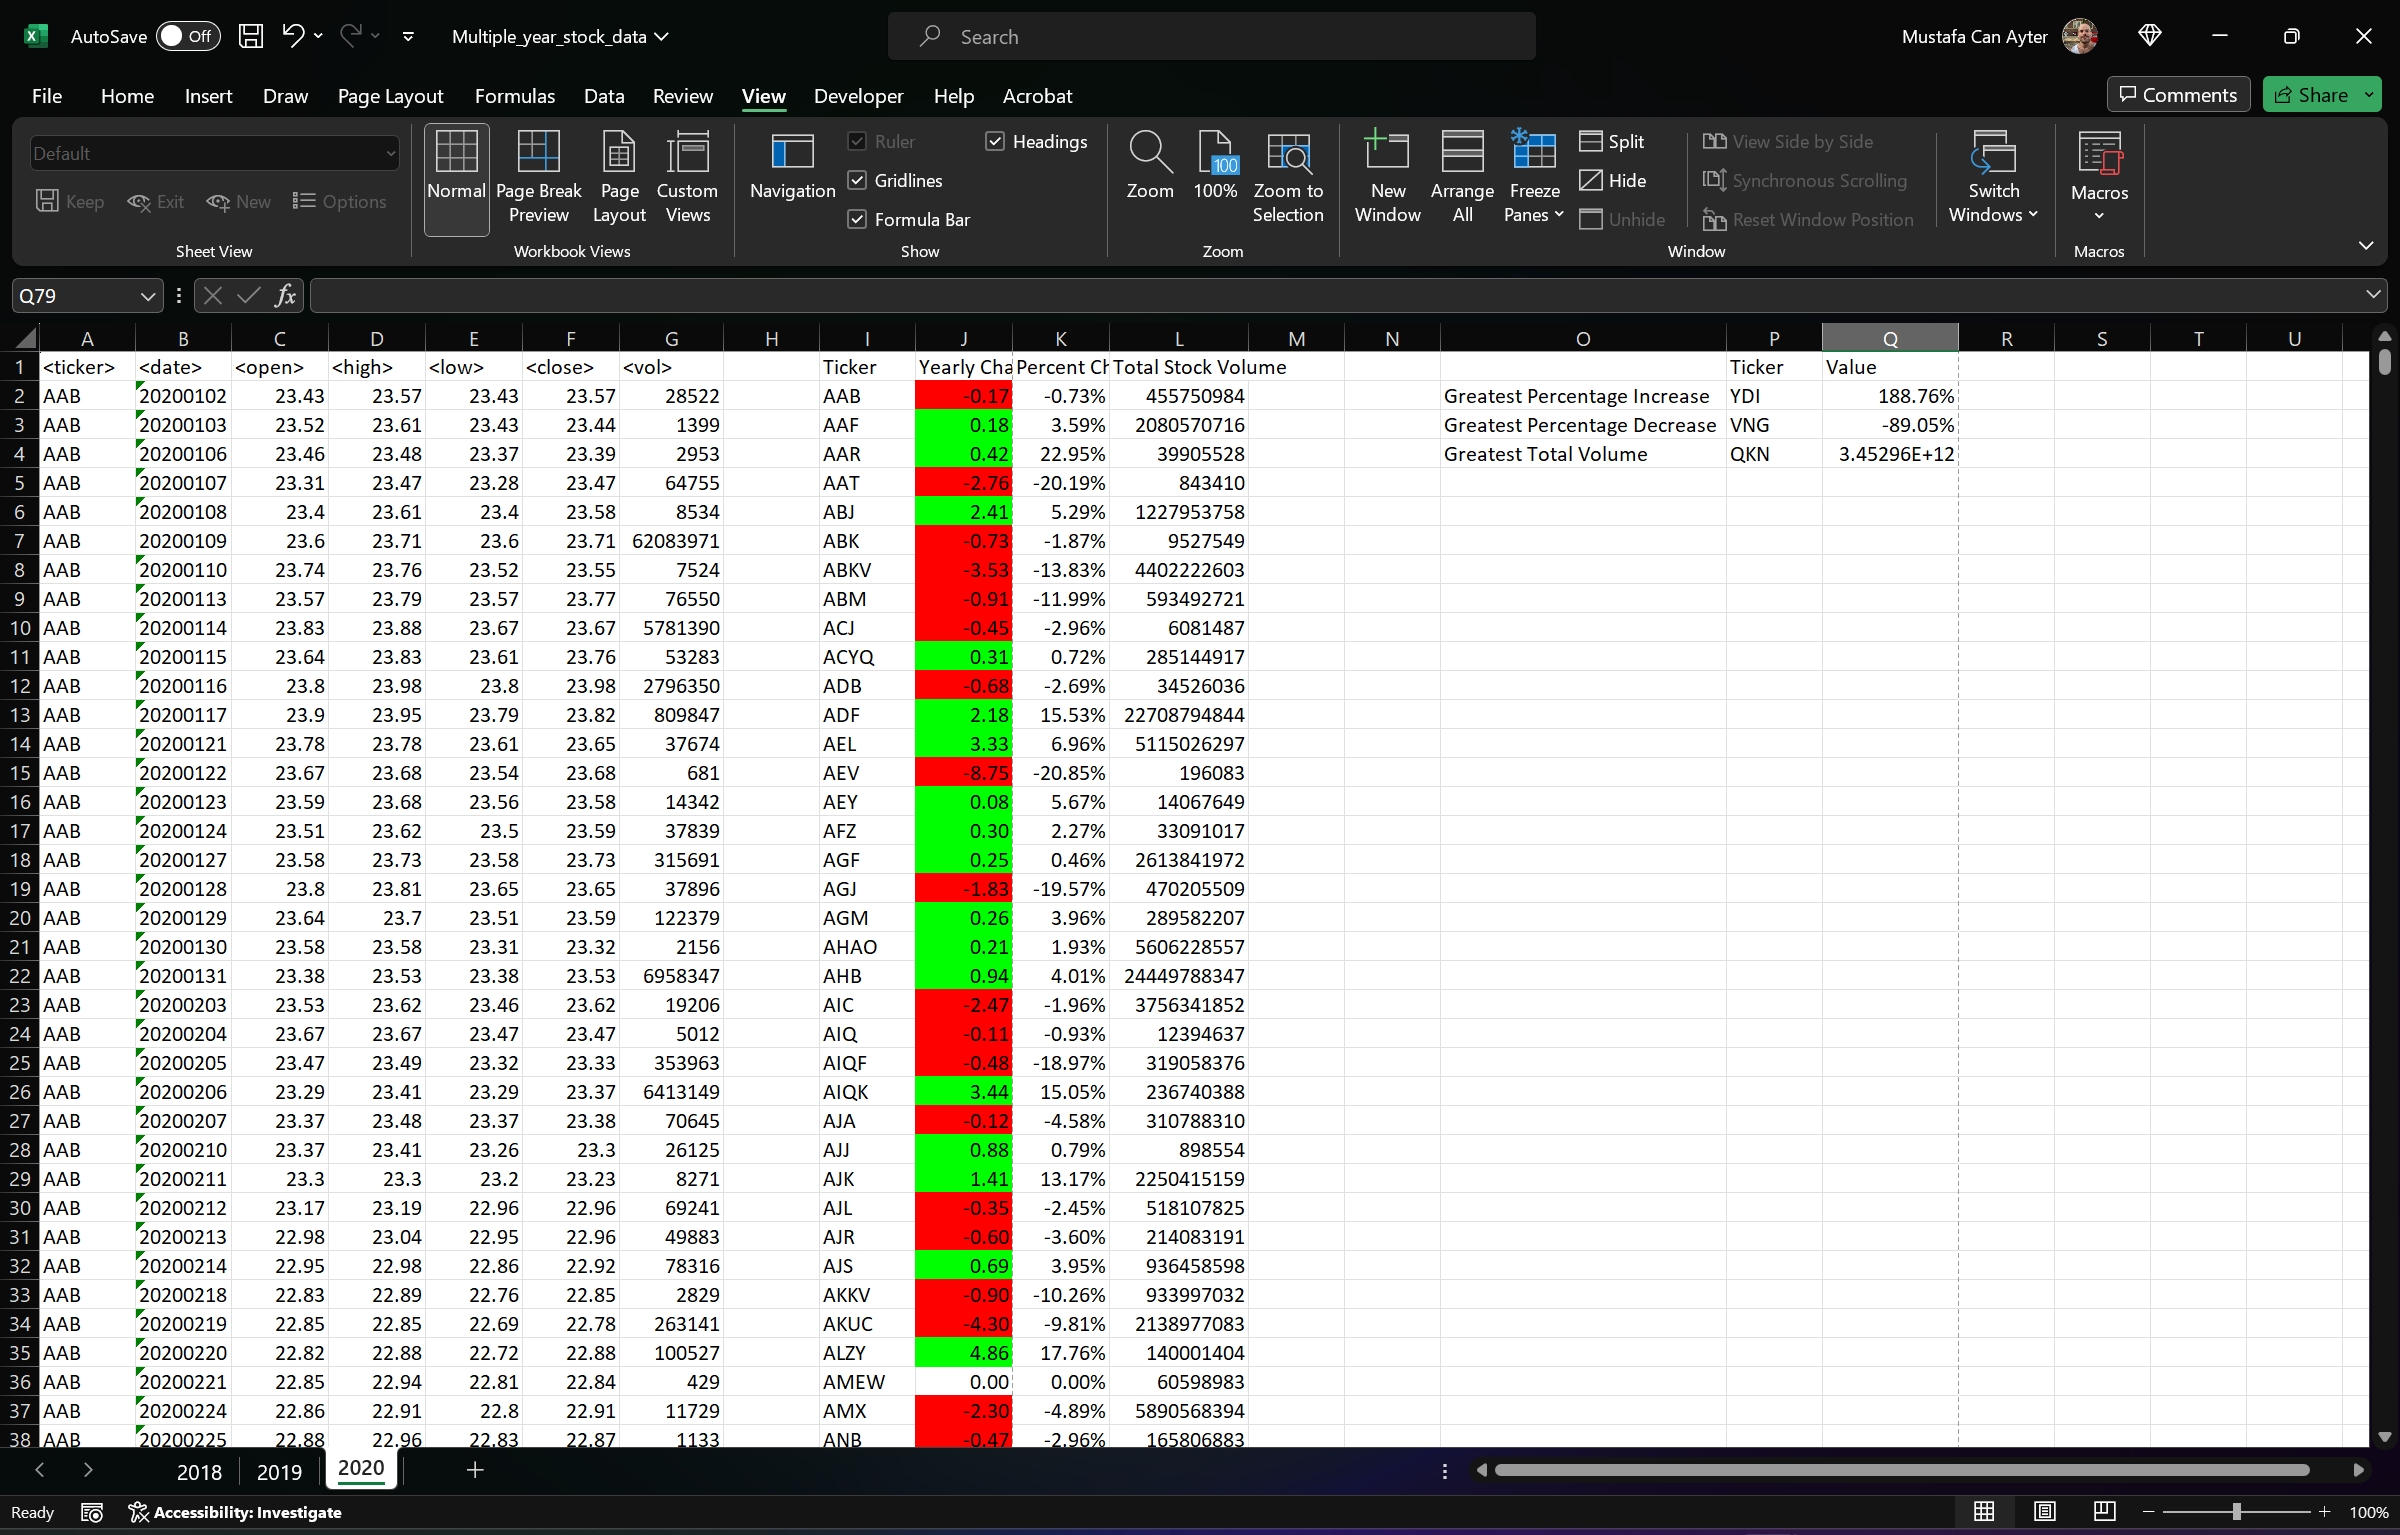 AutoSave Off Multiple_year_stock_data Search Mustafa Can Ayter
File Home Insert Draw Page Layout Formulas Data Review View Developer Help Acrobat Comments Share
Default
Keep Exit New Options
Sheet View
Normal Page Break Preview Page Layout Custom Views
Workbook Views
Navigation Ruler Gridlines Formula Bar Headings
Show
Zoom 100 100% Zoom to Selection
Zoom
New Window Arrange All Freeze Panes Split Hide Unhide View Side by Side Synchronous Scrolling Reset Window Position Switch Windows
Window
Macros
Macros
Q79 fx
A B C D E F G H I J K L M N O P Q R S T U
1 <ticker> <date> <open> <high> <low> <close> <vol> Ticker Yearly Cha Percent Ch Total Stock Volume Ticker Value
2 AAB 20200102 23.43 23.57 23.43 23.57 28522 AAB -0.17 -0.73% 455750984 Greatest Percentage Increase YDI 188.76%
3 AAB 20200103 23.52 23.61 23.43 23.44 1399 AAF 0.18 3.59% 2080570716 Greatest Percentage Decrease VNG -89.05%
4 AAB 20200106 23.46 23.48 23.37 23.39 2953 AAR 0.42 22.95% 39905528 Greatest Total Volume QKN 3.45296E+12
5 AAB 20200107 23.31 23.47 23.28 23.47 64755 AAT -2.76 -20.19% 843410
6 AAB 20200108 23.4 23.61 23.4 23.58 8534 ABJ 2.41 5.29% 1227953758
7 AAB 20200109 23.6 23.71 23.6 23.71 62083971 ABK -0.73 -1.87% 9527549
8 AAB 20200110 23.74 23.76 23.52 23.55 7524 ABKV -3.53 -13.83% 4402222603
9 AAB 20200113 23.57 23.79 23.57 23.77 76550 ABM -0.91 -11.99% 593492721
10 AAB 20200114 23.83 23.88 23.67 23.67 5781390 ACJ -0.45 -2.96% 6081487
11 AAB 20200115 23.64 23.83 23.61 23.76 53283 ACYQ 0.31 0.72% 285144917
12 AAB 20200116 23.8 23.98 23.8 23.98 2796350 ADB -0.68 -2.69% 34526036
13 AAB 20200117 23.9 23.95 23.79 23.82 809847 ADF 2.18 15.53% 22708794844
14 AAB 20200121 23.78 23.78 23.61 23.65 37674 AEL 3.33 6.96% 5115026297
15 AAB 20200122 23.67 23.68 23.54 23.68 681 AEV -8.75 -20.85% 196083
16 AAB 20200123 23.59 23.68 23.56 23.58 14342 AEY 0.08 5.67% 14067649
17 AAB 20200124 23.51 23.62 23.5 23.59 37839 AFZ 0.30 2.27% 33091017
18 AAB 20200127 23.58 23.73 23.58 23.73 315691 AGF 0.25 0.46% 2613841972
19 AAB 20200128 23.8 23.81 23.65 23.65 37896 AGJ -1.83 -19.57% 470205509
20 AAB 20200129 23.64 23.7 23.51 23.59 122379 AGM 0.26 3.96% 289582207
21 AAB 20200130 23.58 23.58 23.31 23.32 2156 AHAO 0.21 1.93% 5606228557
22 AAB 20200131 23.38 23.53 23.38 23.53 6958347 AHB 0.94 4.01% 24449788347
23 AAB 20200203 23.53 23.62 23.46 23.62 19206 AIC -2.47 -1.96% 3756341852
24 AAB 20200204 23.67 23.67 23.47 23.47 5012 AIQ -0.11 -0.93% 12394637
25 AAB 20200205 23.47 23.49 23.32 23.33 353963 AIQF -0.48 -18.97% 319058376
26 AAB 20200206 23.29 23.41 23.29 23.37 6413149 AIQK 3.44 15.05% 236740388
27 AAB 20200207 23.37 23.48 23.37 23.38 70645 AJA -0.12 -4.58% 310788310
28 AAB 20200210 23.37 23.41 23.26 23.3 26125 AJJ 0.88 0.79% 898554
29 AAB 20200211 23.3 23.3 23.2 23.23 8271 AJK 1.41 13.17% 2250415159
30 AAB 20200212 23.17 23.19 22.96 22.96 69241 AJL -0.35 -2.45% 518107825
31 AAB 20200213 22.98 23.04 22.95 22.96 49883 AJR -0.60 -3.60% 214083191
32 AAB 20200214 22.95 22.98 22.86 22.92 78316 AJS 0.69 3.95% 936458598
33 AAB 20200218 22.83 22.89 22.76 22.85 2829 AKKV -0.90 -10.26% 933997032
34 AAB 20200219 22.85 22.85 22.69 22.78 263141 AKUC -4.30 -9.81% 2138977083
35 AAB 20200220 22.82 22.88 22.72 22.88 100527 ALZY 4.86 17.76% 140001404
36 AAB 20200221 22.85 22.94 22.81 22.84 429 AMEW 0.00 0.00% 60598983
37 AAB 20200224 22.86 22.91 22.8 22.91 11729 AMX -2.30 -4.89% 5890568394
38 AAB 20200225 22.88 22.96 22.83 22.87 1133 ANB -0.47 -2.96% 165806883
2018 2019 2020
Ready Accessibility: Investigate 100%